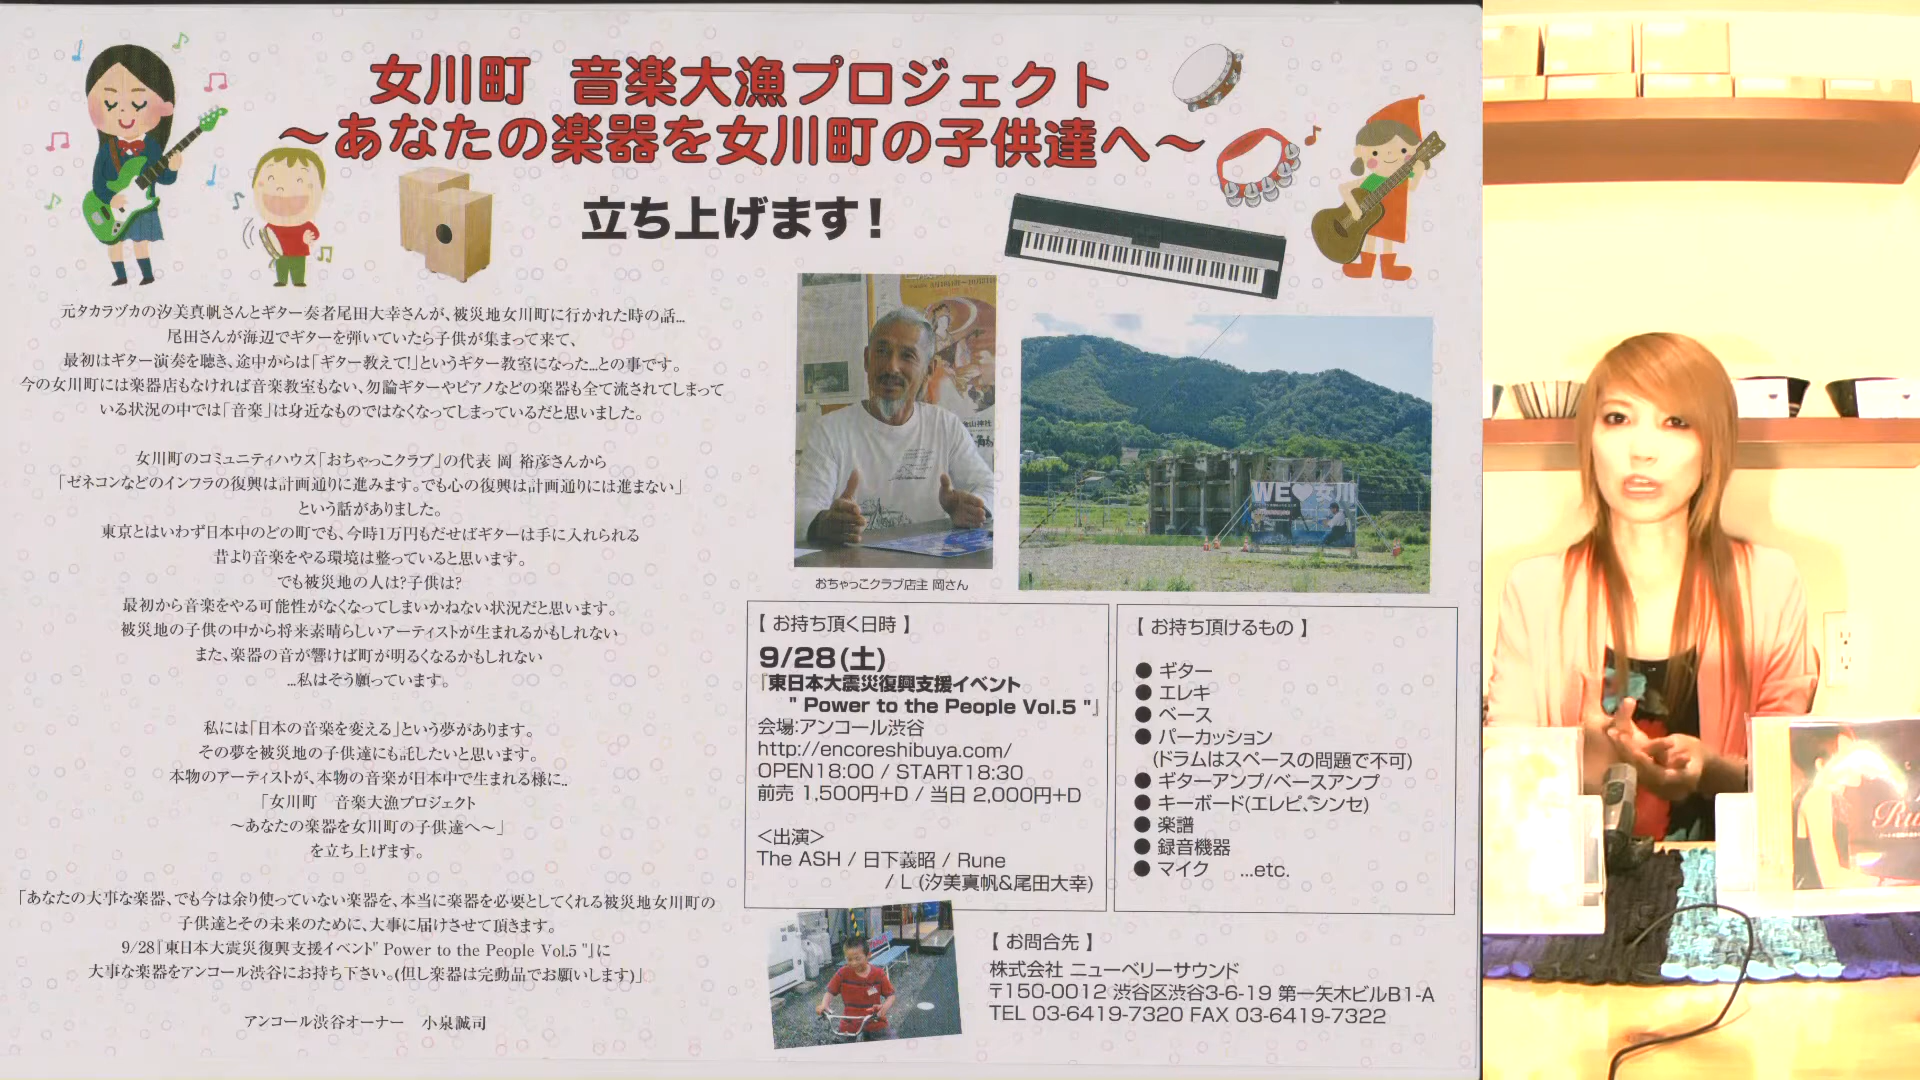 女川町 音楽大漁プロジェクト
～あなたの楽器を女川町の子供達へ～
立ち上げます！
元タカラヅカの汐美真帆さんとギター奏者尾田大幸さんが、被災地女川町に行かれた時の話...
尾田さんが海辺でギターを弾いていたら子供が集まって来て、
最初はギター演奏を聴き、途中からは「ギター教えて!」というギター教室になった...との事です。
今の女川町には楽器店もなければ音楽教室もない、勿論ギターやピアノなどの楽器も全て流されてしまって
いる状況の中では「音楽」は身近なものではなくなってしまっているだと思いました。
女川町のコミュニティハウス「おちゃっこクラブ」の代表 岡 裕彦さんから
「ゼネコンなどのインフラの復興は計画通りに進みます。でも心の復興は計画通りには進まない」
という話がありました。
東京とはいわず日本中のどの町でも、今時1万円もだせばギターは手に入れられる
昔より音楽をやる環境は整っていると思います。
でも被災地の人は?子供は?
最初から音楽をやる可能性がなくなってしまいかねない状況だと思います。
被災地の子供の中から将来素晴らしいアーティストが生まれるかもしれない
また、楽器の音が響けば町が明るくなるかもしれない
...私はそう願っています。
私には「日本の音楽を変える」という夢があります。
その夢を被災地の子供達にも託したいと思います。
本物のアーティストが、本物の音楽が日本中で生まれる様に..
「女川町 音楽大漁プロジェクト
～あなたの楽器を女川町の子供達へ～」
を立ち上げます。
「あなたの大事な楽器、でも今は余り使っていない楽器を、本当に楽器を必要としてくれる被災地女川町の
子供達とその未来のために、大事に届けさせて頂きます。
9/28『東日本大震災復興支援イベント" Power to the People Vol.5 "』に
大事な楽器をアンコール渋谷にお持ち下さい。(但し楽器は完動品でお願いします)」
アンコール渋谷オーナー 小泉誠司
おちゃっこクラブ店主 岡さん
WE♥女川
【 お持ち頂く日時 】
9/28(土)
『東日本大震災復興支援イベント
" Power to the People Vol.5 "』
会場:アンコール渋谷
http://encoreshibuya.com/
OPEN18:00 / START18:30
前売 1,500円+D / 当日 2,000円+D
＜出演＞
The ASH / 日下義昭 / Rune
/ L (汐美真帆&尾田大幸)
【 お持ち頂けるもの 】
● ギター
● エレキ
● ベース
● パーカッション
(ドラムはスペースの問題で不可)
● ギターアンプ/ベースアンプ
● キーボード(エレピ、シンセ)
● 楽譜
● 録音機器
● マイク ...etc.
【 お問合先 】
株式会社 ニューベリーサウンド
〒150-0012 渋谷区渋谷3-6-19 第一矢木ビルB1-A
TEL 03-6419-7320 FAX 03-6419-7322